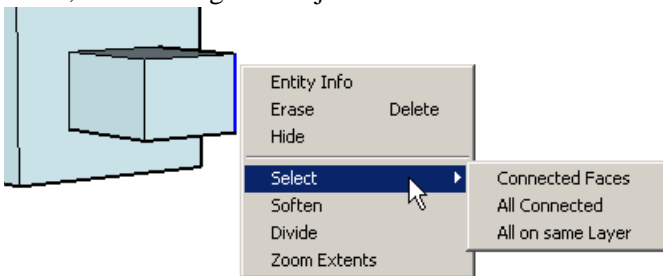 Entity Info
Erase Delete
Hide
Select
Soften
Divide
Zoom Extents
Connected Faces
All Connected
All on same Layer